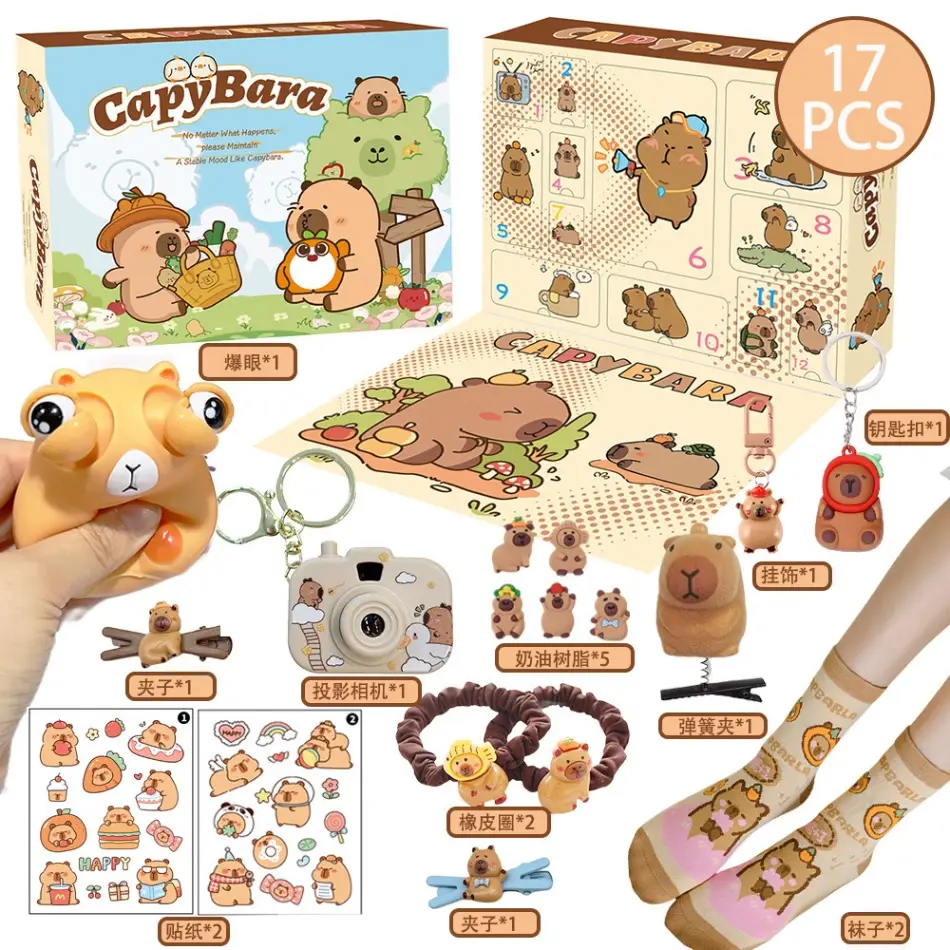 CAPYBARA
CAPYBARA
17
PCS
CapyBara
No Matter What Happens,
please Maintain
A Stable Mood Like Capybara.
CapyBara
CapyBara
1
2
3
4
5
6
7
8
9
10
11
12
爆眼*1
CAPYBARA
钥匙扣*1
挂饰*1
奶油树脂*5
夹子*1
投影相机*1
弹簧夹*1
1
2
HAPPY
HAPPY
橡皮圈*2
夹子*1
贴纸*2
袜子*2